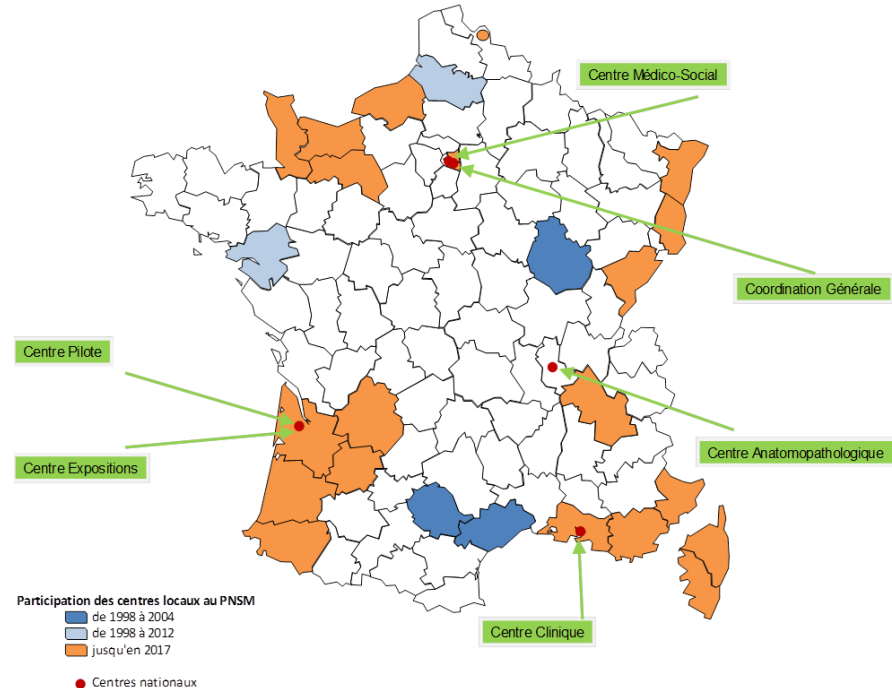 Centre Médico-Social
Coordination Générale
Centre Pilote
Centre Expositions
Centre Anatomopathologique
Centre Clinique
Participation des centres locaux au PNSM
de 1998 à 2004
de 1998 à 2012
jusqu'en 2017
Centres nationaux